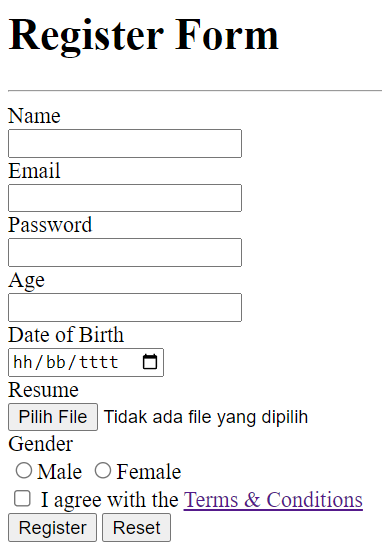 Register Form
Name
Email
Password
Age
Date of Birth
hh/bb/tttt
Resume
Pilih File Tidak ada file yang dipilih
Gender
Male Female
I agree with the Terms & Conditions
Register Reset